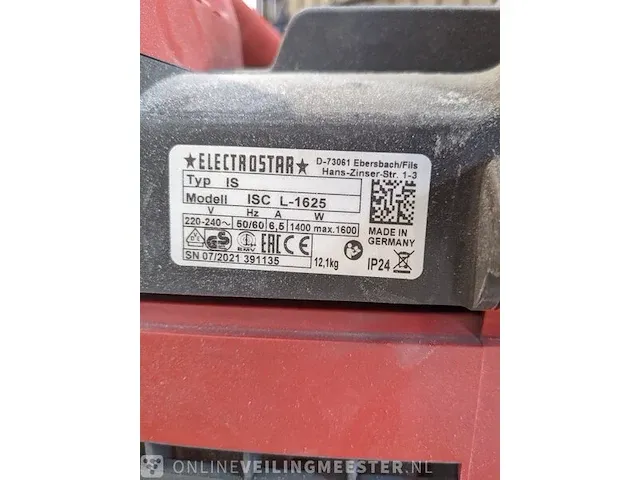 ★ELECTROSTAR★
D-73061 Ebersbach/Fils
Hans-Zinser-Str. 1-3
Typ IS
Modell ISC L-1625
V Hz A W
220-240~ 50/60 6,5 1400 max.1600
MADE IN
GERMANY
GS EMV EAC CE
SN 07/2021 391135 12,1kg IP24
ONLINEVEILINGMEESTER.NL